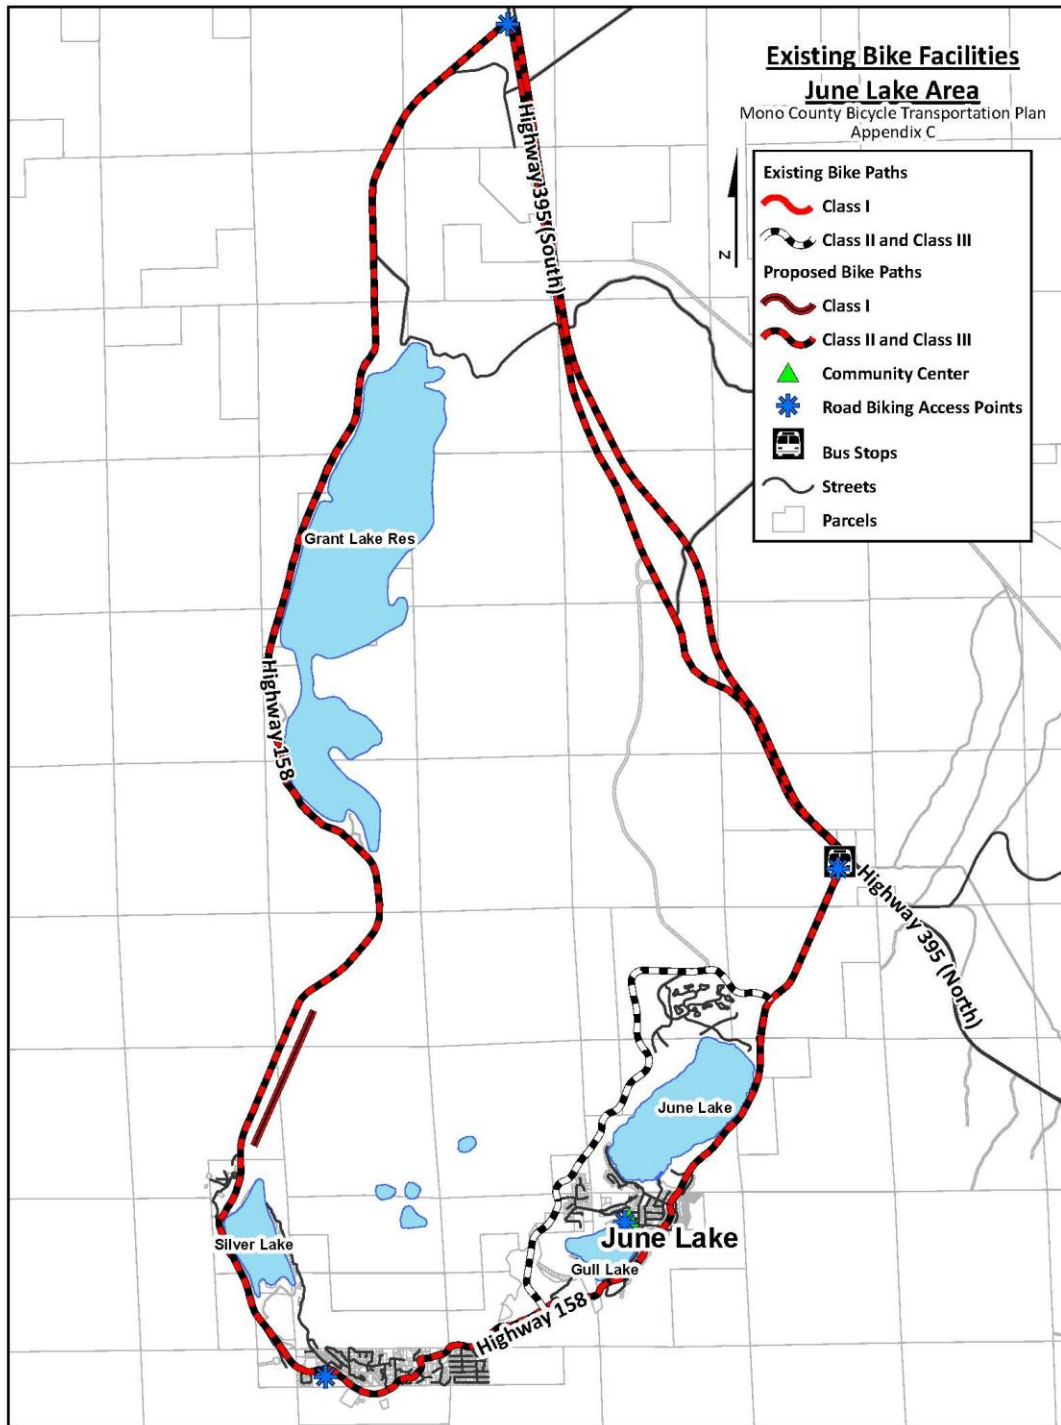 Existing Bike Facilities
June Lake Area
Mono County Bicycle Transportation Plan
Appendix C
Existing Bike Paths
Class I
Class II and Class III
Proposed Bike Paths
Class I
Class II and Class III
Community Center
Road Biking Access Points
Bus Stops
Streets
Parcels
N
Highway 395 (South)
Grant Lake Res
Highway 158
Highway 395 (North)
June Lake
Silver Lake
June Lake
Gull Lake
Highway 158